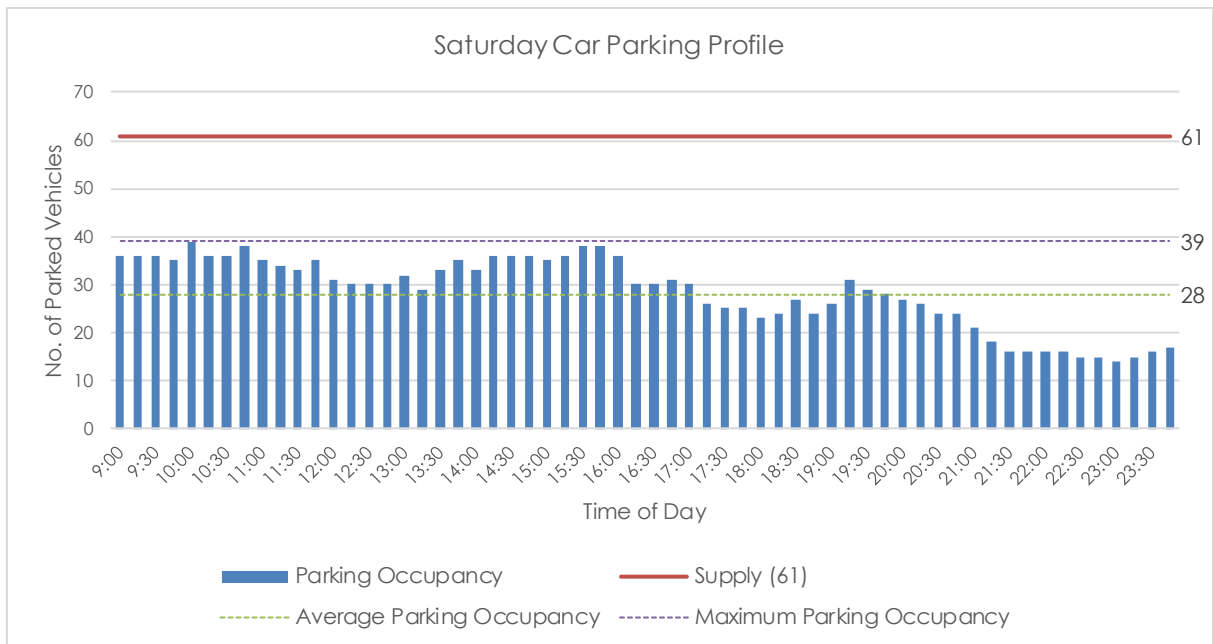 Saturday Car Parking Profile
No. of Parked Vehicles
70
60
50
40
30
20
10
0
61
39
28
9:00 9:30 10:00 10:30 11:00 11:30 12:00 12:30 13:00 13:30 14:00 14:30 15:00 15:30 16:00 16:30 17:00 17:30 18:00 18:30 19:00 19:30 20:00 20:30 21:00 21:30 22:00 22:30 23:00 23:30
Time of Day
Parking Occupancy Supply (61)
Average Parking Occupancy Maximum Parking Occupancy